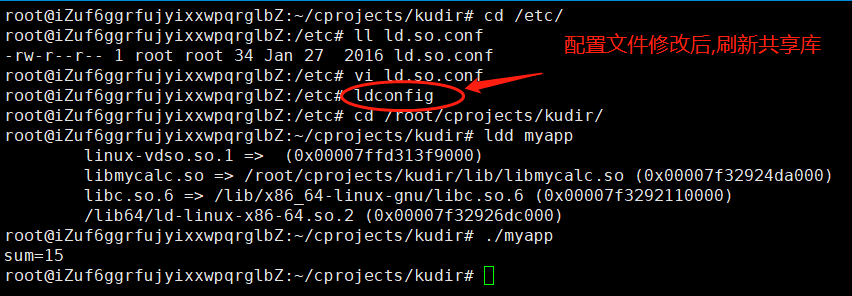 root@iZuf6ggrfujyixxwpqrglbZ:~/cprojects/kudir# cd /etc/
root@iZuf6ggrfujyixxwpqrglbZ:/etc# ll ld.so.conf
-rw-r--r-- 1 root root 34 Jan 27  2016 ld.so.conf
root@iZuf6ggrfujyixxwpqrglbZ:/etc# vi ld.so.conf
配置文件修改后,刷新共享库
root@iZuf6ggrfujyixxwpqrglbZ:/etc# ldconfig
root@iZuf6ggrfujyixxwpqrglbZ:/etc# cd /root/cprojects/kudir/
root@iZuf6ggrfujyixxwpqrglbZ:~/cprojects/kudir# ldd myapp
linux-vdso.so.1 =>  (0x00007ffd313f9000)
libmycalc.so => /root/cprojects/kudir/lib/libmycalc.so (0x00007f32924da000)
libc.so.6 => /lib/x86_64-linux-gnu/libc.so.6 (0x00007f3292110000)
/lib64/ld-linux-x86-64.so.2 (0x00007f32926dc000)
root@iZuf6ggrfujyixxwpqrglbZ:~/cprojects/kudir# ./myapp
sum=15
root@iZuf6ggrfujyixxwpqrglbZ:~/cprojects/kudir#